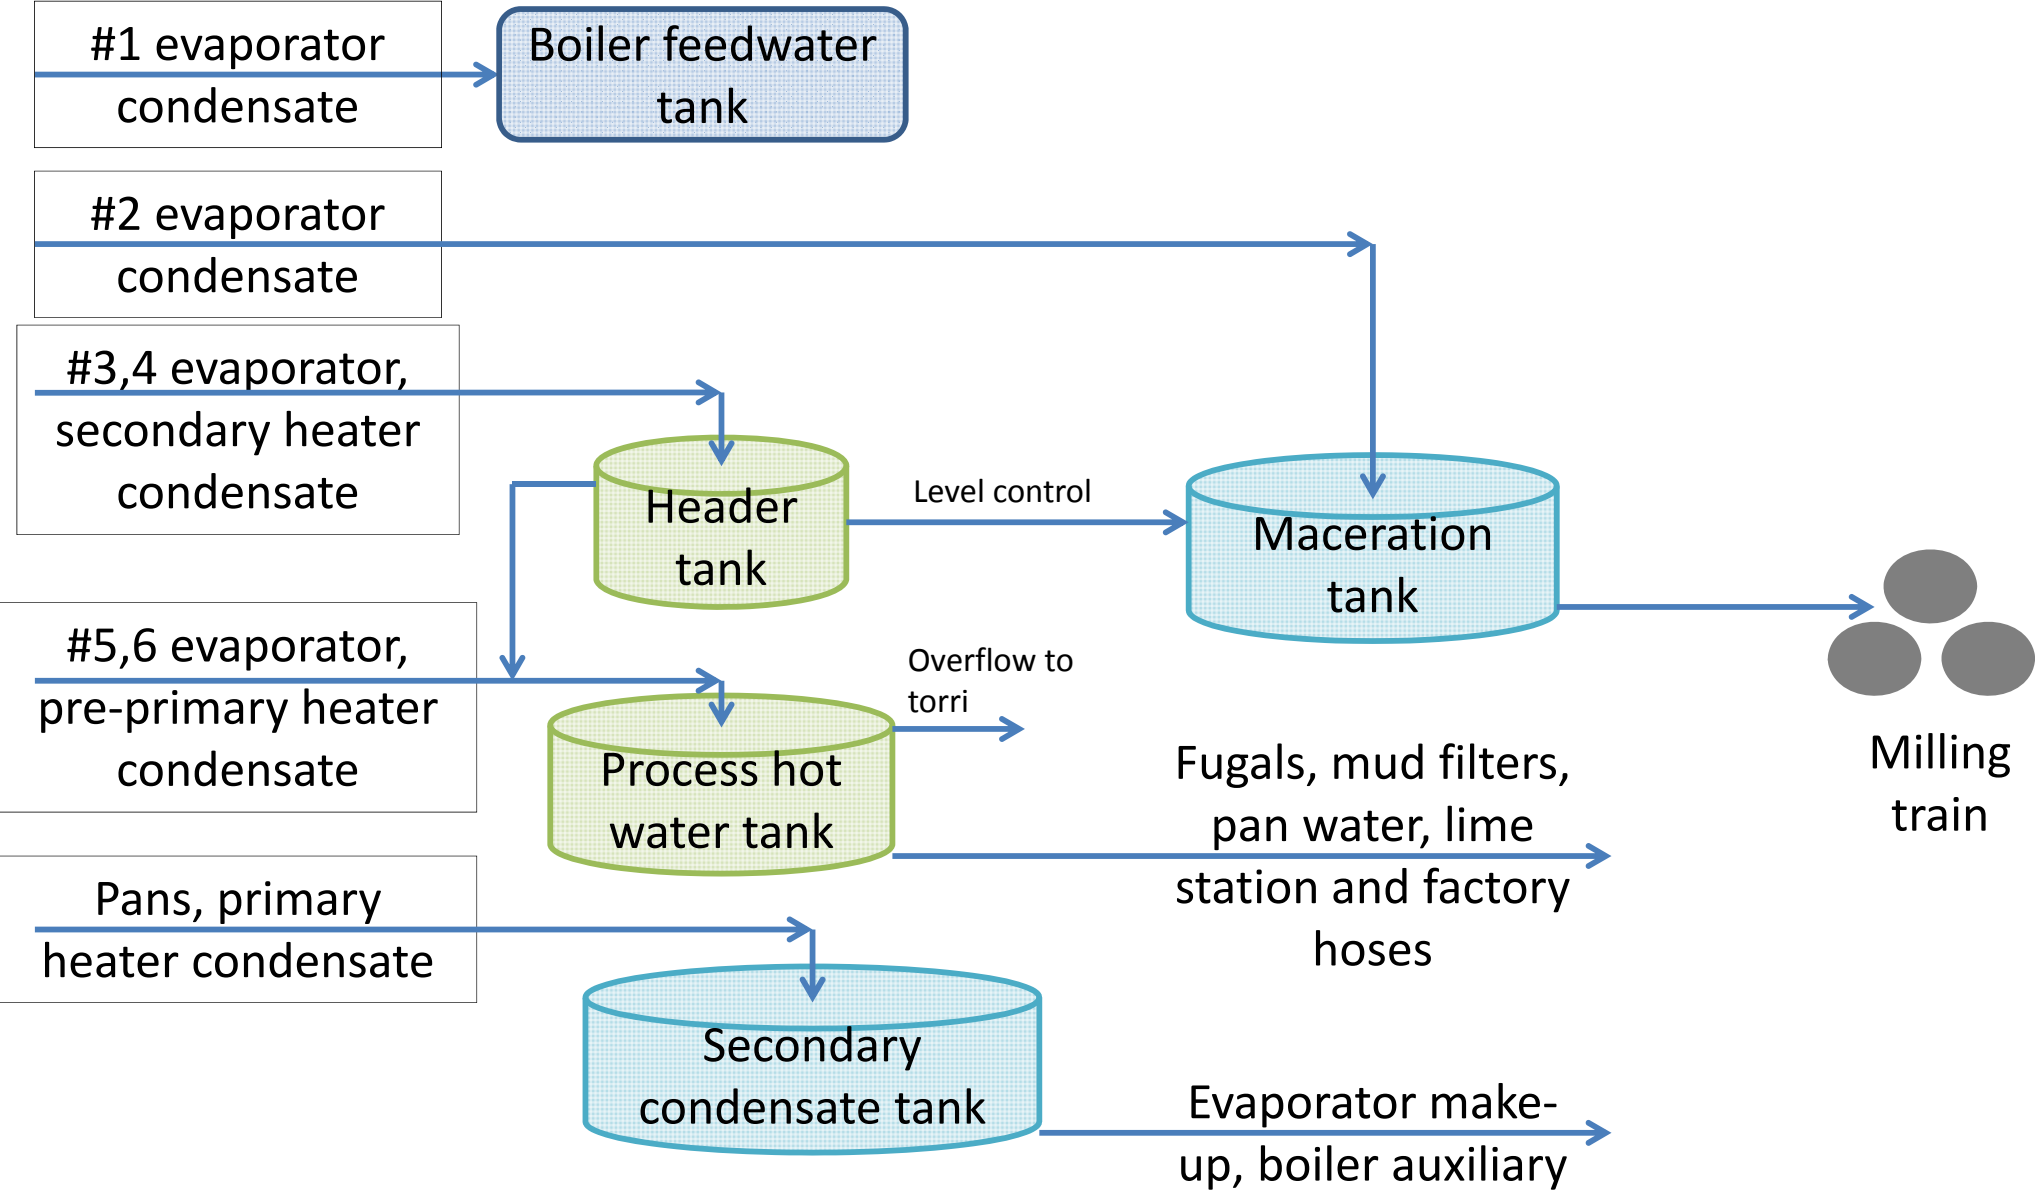 #1 evaporator
condensate
Boiler feedwater
tank
#2 evaporator
condensate
#3,4 evaporator,
secondary heater
condensate
Header
tank
Level control
Maceration
tank
#5,6 evaporator,
pre-primary heater
condensate
Overflow to
torri
Process hot
water tank
Fugals, mud filters,
pan water, lime
station and factory
hoses
Milling
train
Pans, primary
heater condensate
Secondary
condensate tank
Evaporator make-
up, boiler auxiliary